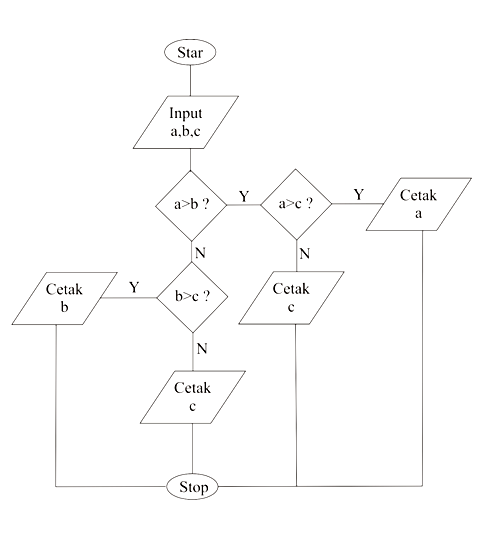 Star
Input
a,b,c
a>b ?
Y
a>c ?
Y
Cetak
a
N
N
Cetak
b
Y
b>c ?
Cetak
c
N
Cetak
c
Stop